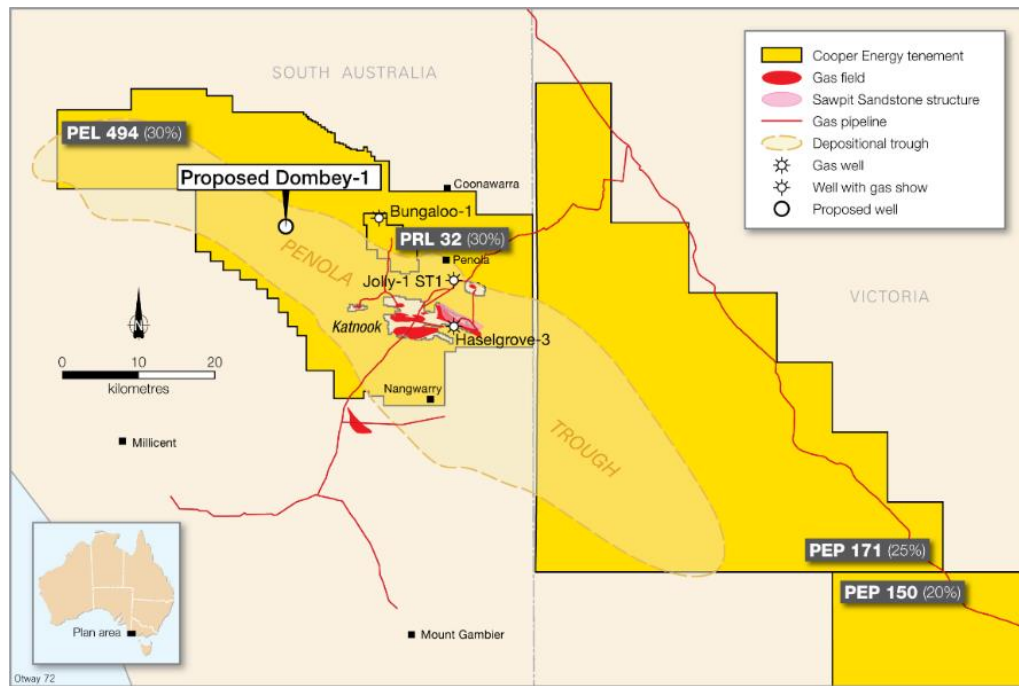 SOUTH AUSTRALIA
Cooper Energy tenement
Gas field
Sawpit Sandstone structure
Gas pipeline
Depositional trough
Gas well
Well with gas show
Proposed well
PEL 494 (30%)
Proposed Dombey-1
Coonawarra
Bungaloo-1
PRL 32 (30%)
PENOLA
Penola
Jolly-1 ST1
VICTORIA
Katnook
Haselgrove-3
N
0 10 20
kilometres
Nangwarry
Millicent
TROUGH
PEP 171 (25%)
PEP 150 (20%)
Plan area
Mount Gambier
Otway 72